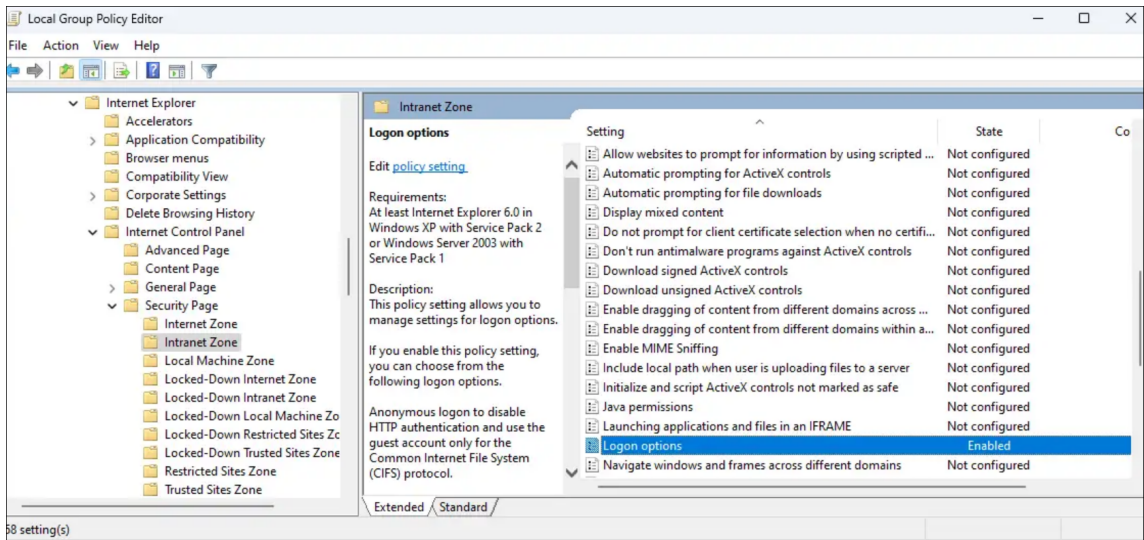 Local Group Policy Editor
File Action View Help
Internet Explorer
Accelerators
Application Compatibility
Browser menus
Compatibility View
Corporate Settings
Delete Browsing History
Internet Control Panel
Advanced Page
Content Page
General Page
Security Page
Internet Zone
Intranet Zone
Local Machine Zone
Locked-Down Internet Zone
Locked-Down Intranet Zone
Locked-Down Local Machine Zo
Locked-Down Restricted Sites Zo
Locked-Down Trusted Sites Zone
Restricted Sites Zone
Trusted Sites Zone
Intranet Zone
Logon options
Edit policy setting
Requirements:
At least Internet Explorer 6.0 in
Windows XP with Service Pack 2
or Windows Server 2003 with
Service Pack 1
Description:
This policy setting allows you to
manage settings for logon options.
If you enable this policy setting,
you can choose from the
following logon options.
Anonymous logon to disable
HTTP authentication and use the
guest account only for the
Common Internet File System
(CIFS) protocol.
Setting State Co
Allow websites to prompt for information by using scripted ... Not configured
Automatic prompting for ActiveX controls Not configured
Automatic prompting for file downloads Not configured
Display mixed content Not configured
Do not prompt for client certificate selection when no certifi... Not configured
Don't run antimalware programs against ActiveX controls Not configured
Download signed ActiveX controls Not configured
Download unsigned ActiveX controls Not configured
Enable dragging of content from different domains across ... Not configured
Enable dragging of content from different domains within a... Not configured
Enable MIME Sniffing Not configured
Include local path when user is uploading files to a server Not configured
Initialize and script ActiveX controls not marked as safe Not configured
Java permissions Not configured
Launching applications and files in an IFRAME Not configured
Logon options Enabled
Navigate windows and frames across different domains Not configured
Extended Standard
58 setting(s)